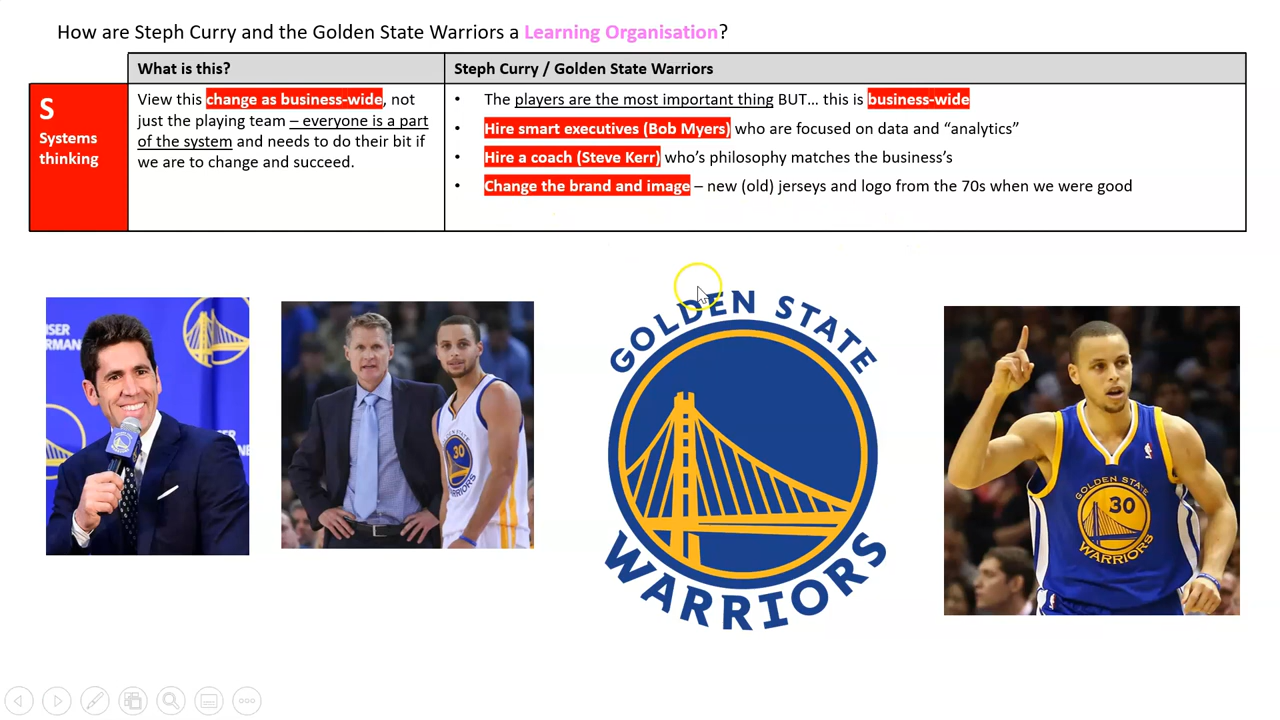 How are Steph Curry and the Golden State Warriors a Learning Organisation?
What is this?
Steph Curry / Golden State Warriors
S
Systems
thinking
View this change as business-wide, not
just the playing team – everyone is a part
of the system and needs to do their bit if
we are to change and succeed.
• The players are the most important thing BUT... this is business-wide
• Hire smart executives (Bob Myers) who are focused on data and “analytics”
• Hire a coach (Steve Kerr) who’s philosophy matches the business’s
• Change the brand and image – new (old) jerseys and logo from the 70s when we were good
GOLDEN STATE
30
WARRIORS
GOLDEN STATE
WARRIORS
GOLDEN STATE
30
WARRIORS